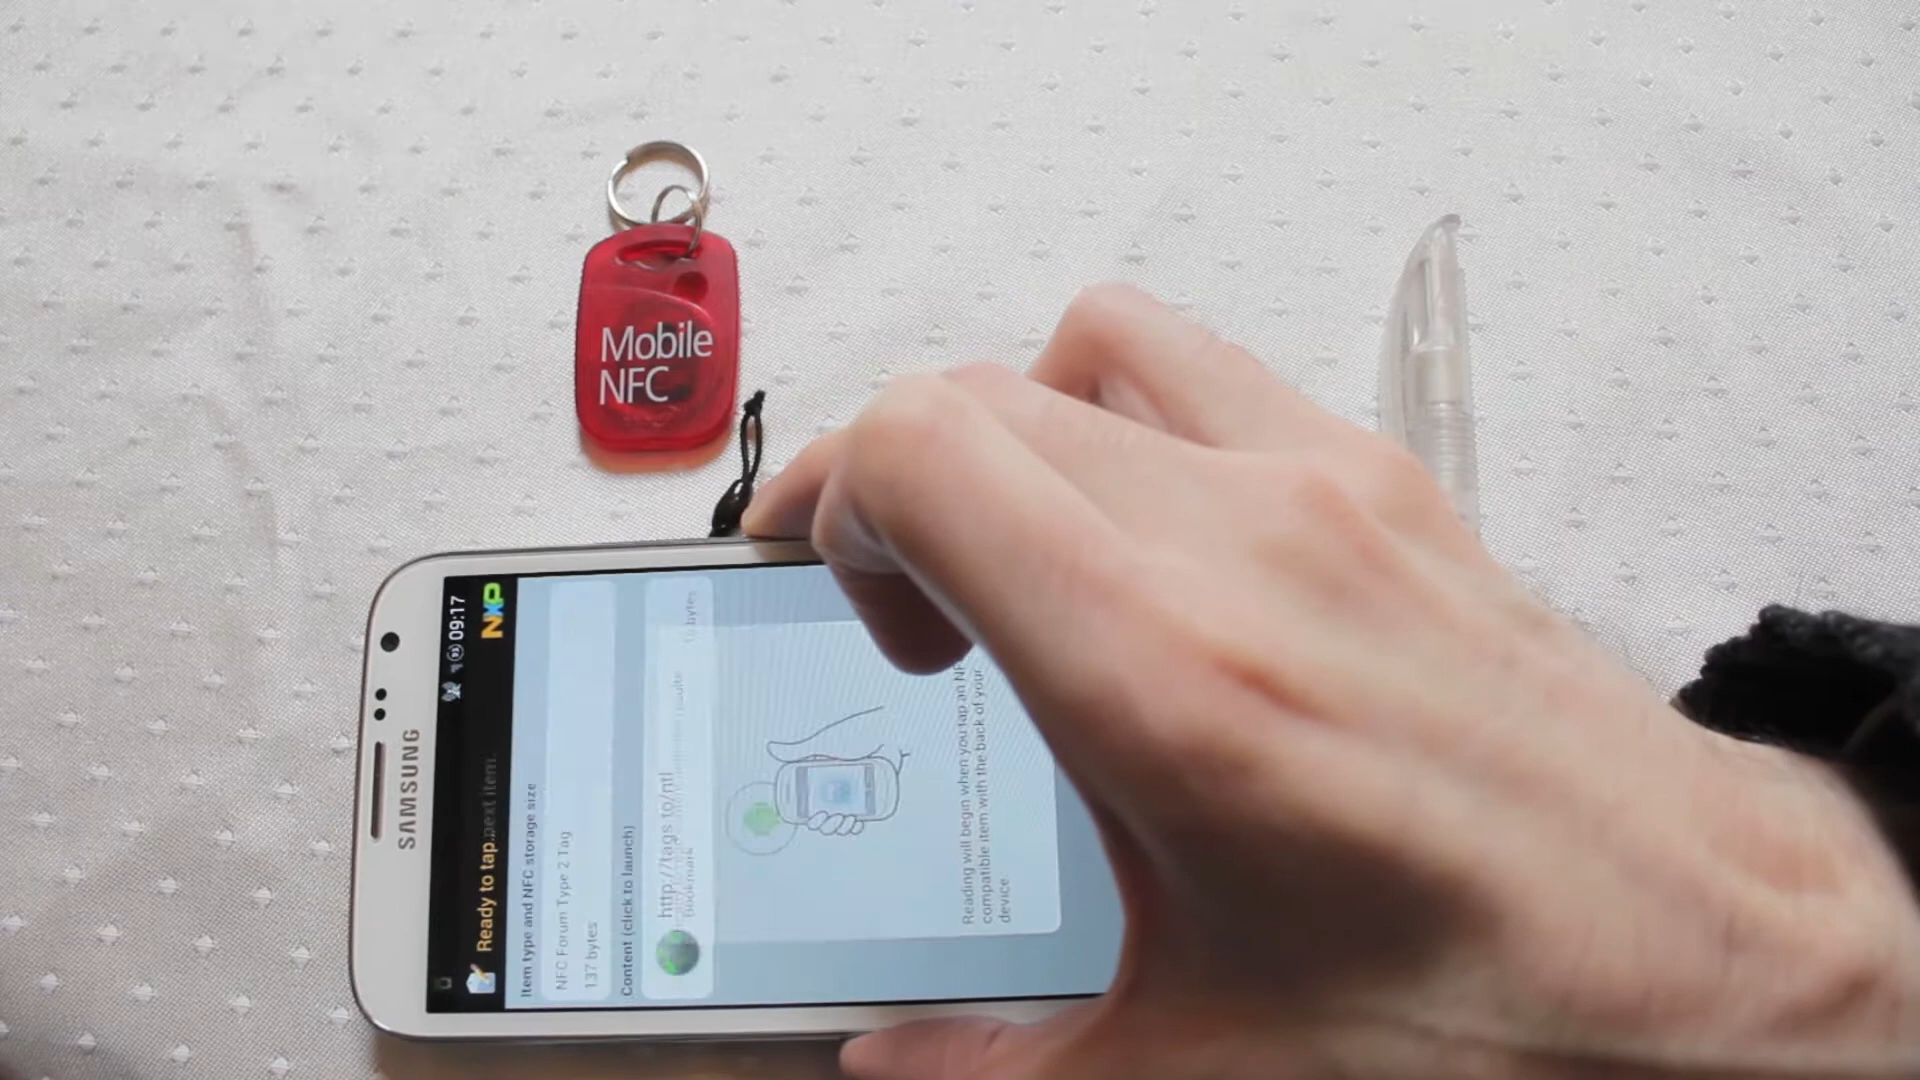 Mobile
NFC
SAMSUNG
09:17
NXP
Ready to tap
next item.
Item type and NFC storage size
NFC Forum Type 2 Tag
137 bytes
Content (click to launch)
http://tags.to/ntl
Bookmark
bytes
Reading will begin when you tap an
compatible item with the back of your
device.